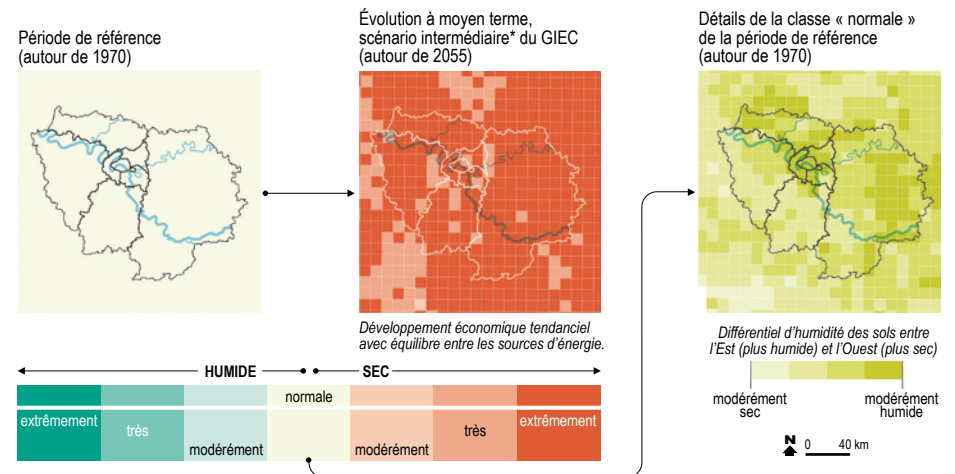 Période de référence
(autour de 1970)
Évolution à moyen terme,
scénario intermédiaire* du GIEC
(autour de 2055)
Détails de la classe « normale »
de la période de référence
(autour de 1970)
Développement économique tendanciel
avec équilibre entre les sources d'énergie.
Différentiel d'humidité des sols entre
l'Est (plus humide) et l'Ouest (plus sec)
modérément
sec
modérément
humide
N 0 40 km
HUMIDE SEC
normale
extrêmement
très
modérément
modérément
très
extrêmement